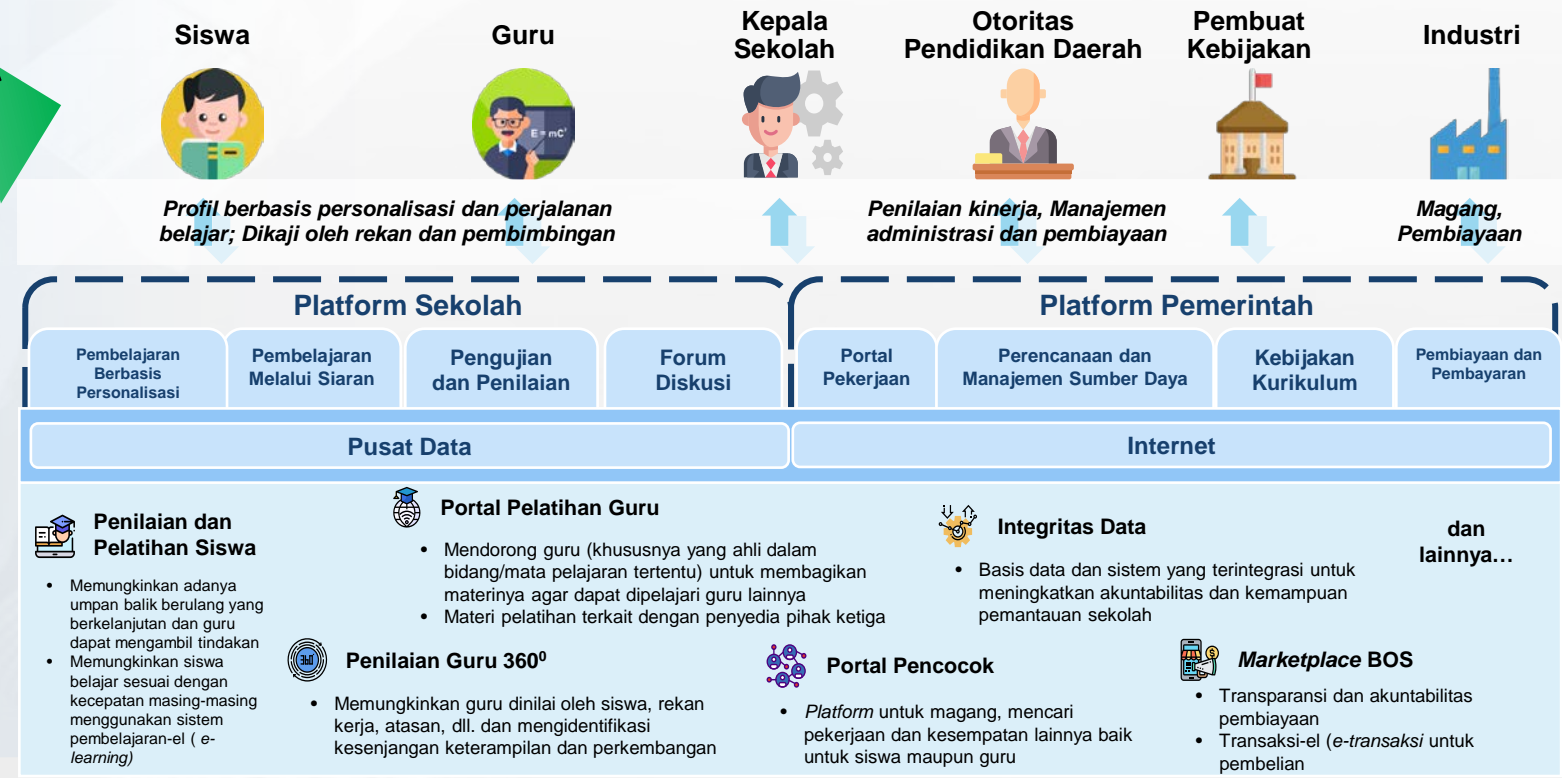 Siswa
Guru
Kepala
Sekolah
Otoritas
Pendidikan Daerah
Pembuat
Kebijakan
Industri
E = mC²
Profil berbasis personalisasi dan perjalanan
belajar; Dikaji oleh rekan dan pembimbingan
Penilaian kinerja, Manajemen
administrasi dan pembiayaan
Magang,
Pembiayaan
Platform Sekolah
Platform Pemerintah
Pembelajaran
Berbasis
Personalisasi
Pembelajaran
Melalui Siaran
Pengujian
dan Penilaian
Forum
Diskusi
Portal
Pekerjaan
Perencanaan dan
Manajemen Sumber Daya
Kebijakan
Kurikulum
Pembiayaan dan
Pembayaran
Pusat Data
Internet
Penilaian dan
Pelatihan Siswa
• Memungkinkan adanya
umpan balik berulang yang
berkelanjutan dan guru
dapat mengambil tindakan
• Memungkinkan siswa
belajar sesuai dengan
kecepatan masing-masing
menggunakan sistem
pembelajaran-el ( e-
learning)
Portal Pelatihan Guru
• Mendorong guru (khususnya yang ahli dalam
bidang/mata pelajaran tertentu) untuk membagikan
materinya agar dapat dipelajari guru lainnya
• Materi pelatihan terkait dengan penyedia pihak ketiga
Integritas Data
• Basis data dan sistem yang terintegrasi untuk
meningkatkan akuntabilitas dan kemampuan
pemantauan sekolah
dan
lainnya…
360
Penilaian Guru 360⁰
• Memungkinkan guru dinilai oleh siswa, rekan
kerja, atasan, dll. dan mengidentifikasi
kesenjangan keterampilan dan perkembangan
Portal Pencocok
• Platform untuk magang, mencari
pekerjaan dan kesempatan lainnya baik
untuk siswa maupun guru
Marketplace BOS
• Transparansi dan akuntabilitas
pembiayaan
• Transaksi-el (e-transaksi untuk
pembelian